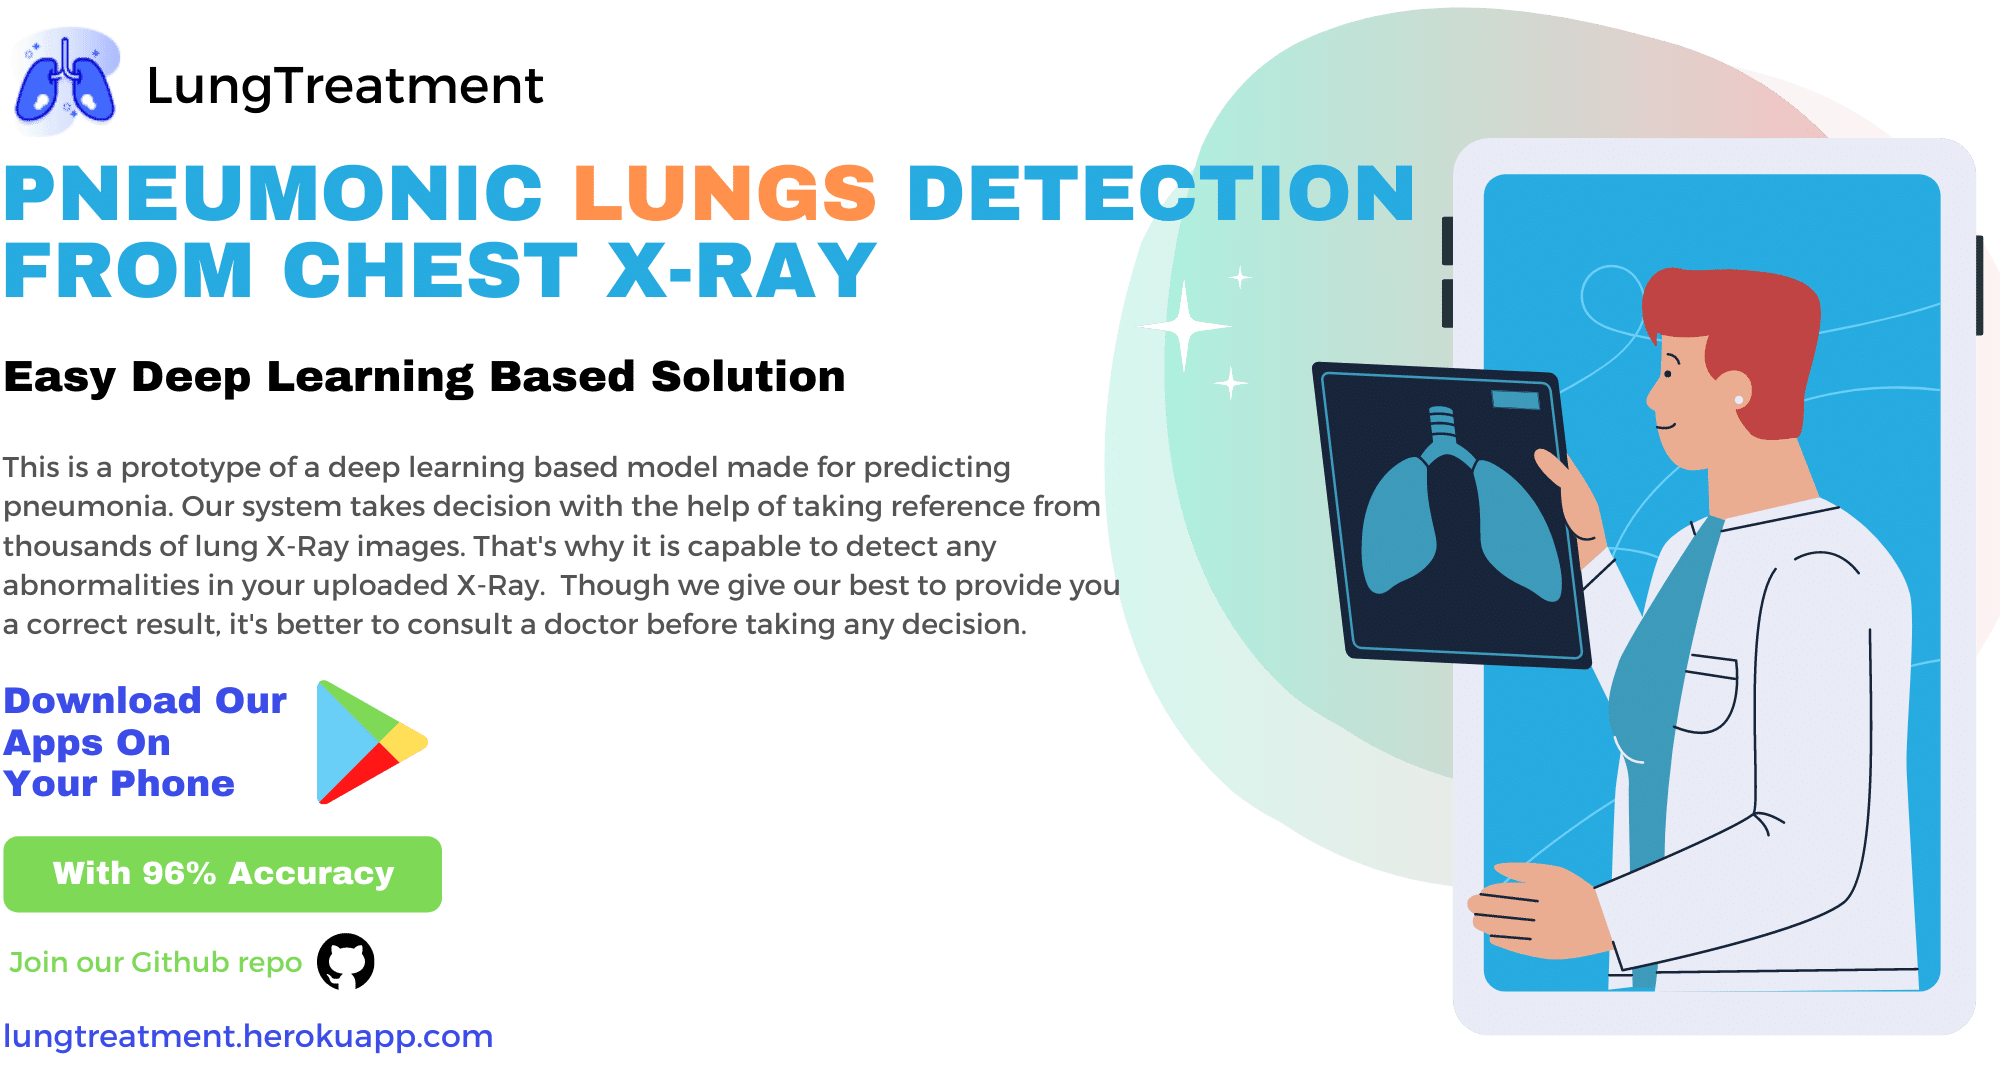 LungTreatment
PNEUMONIC LUNGS DETECTION
FROM CHEST X-RAY
Easy Deep Learning Based Solution
This is a prototype of a deep learning based model made for predicting
pneumonia. Our system takes decision with the help of taking reference from
thousands of lung X-Ray images. That's why it is capable to detect any
abnormalities in your uploaded X-Ray.  Though we give our best to provide you
a correct result, it's better to consult a doctor before taking any decision.
Download Our
Apps On
Your Phone
With 96% Accuracy
Join our Github repo
lungtreatment.herokuapp.com